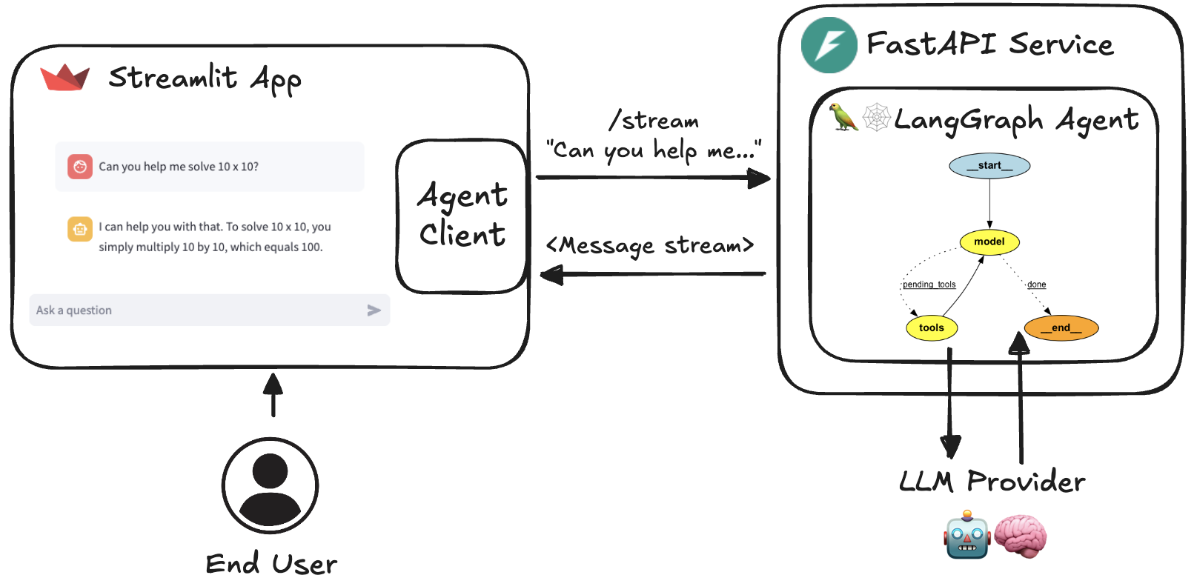 Streamlit App
Can you help me solve 10 x 10?
I can help you with that. To solve 10 x 10, you
simply multiply 10 by 10, which equals 100.
Ask a question
Agent
Client
End User
/stream
"Can you help me..."
<Message stream>
FastAPI Service
LangGraph Agent
__start__
model
pending_tools
done
tools
__end__
LLM Provider